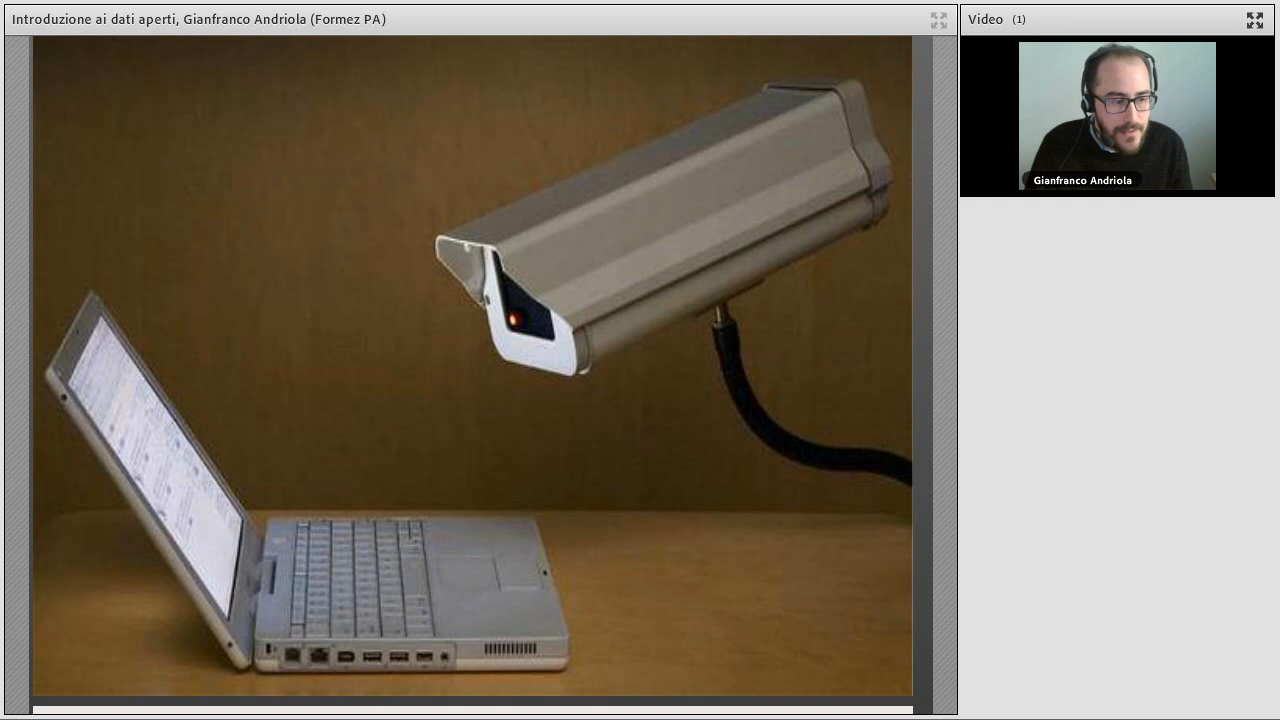 Introduzione ai dati aperti, Gianfranco Andriola (Formez PA)
Video (1)
Gianfranco Andriola